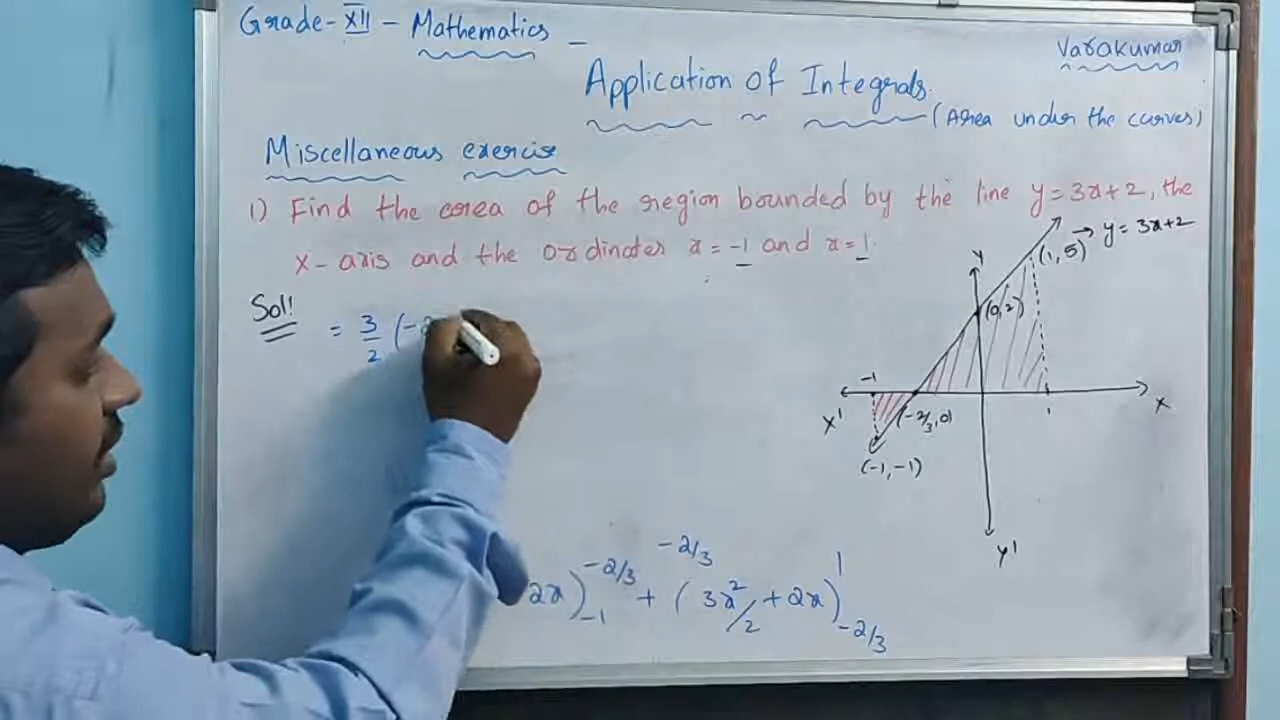 Grade-XII - Mathematics -
Varakumar
Application of Integrals
(Area under the curves)
Miscellaneous exercise
1) Find the area of the region bounded by the line y = 3x + 2, the
x-axis and the ordinates x = -1 and x = 1.
→ y = 3x+2
Y
(1, 5)
Sol!
= 3/2 (-2
(0,2)
-1
X'
(-2/3, 0)
1
X
(-1, -1)
Y'
-2/3
2x)_{-1}^{-2/3} + (3x²/2 + 2x)_{-2/3}^{1}